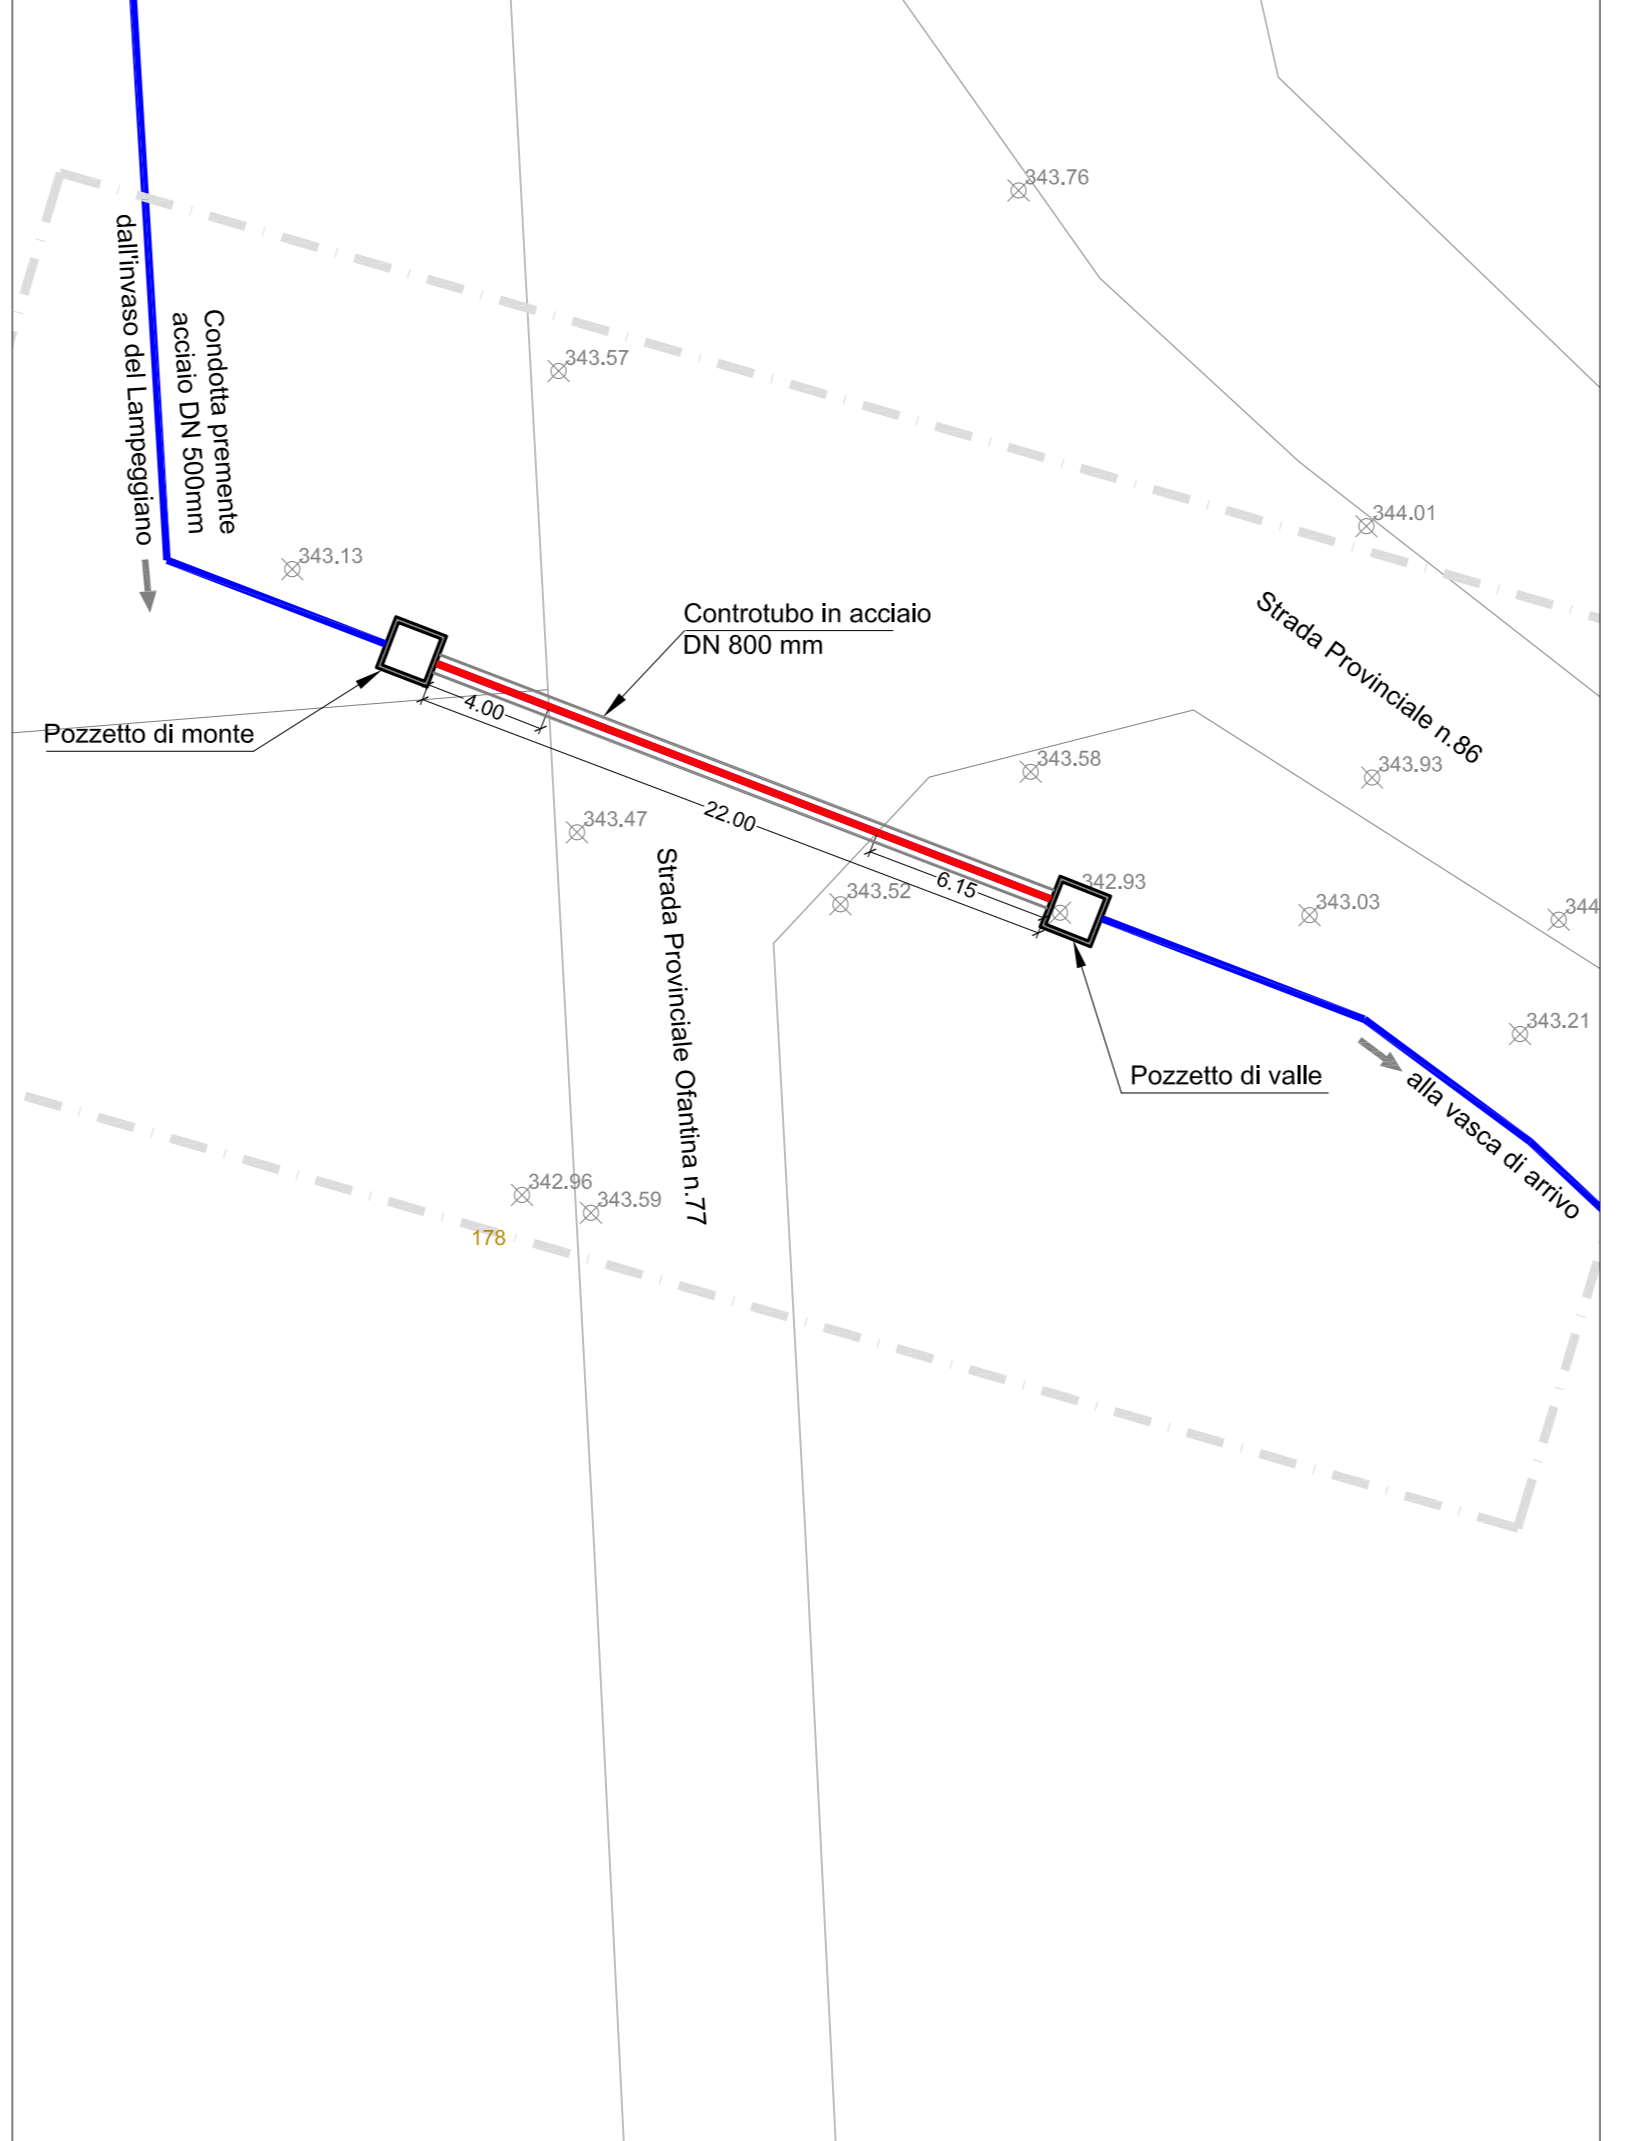 343.76
343.57
dall'invaso del Lampeggiano
Condotta premente
acciaio DN 500mm
344.01
343.13
Controtubo in acciaio
DN 800 mm
Strada Provinciale n.86
4.00
Pozzetto di monte
343.58
343.93
22.00
343.47
343.52
6.15
342.93
343.03
344
Strada Provinciale Ofantina n.77
343.21
Pozzetto di valle
alla vasca di arrivo
342.96
343.59
178